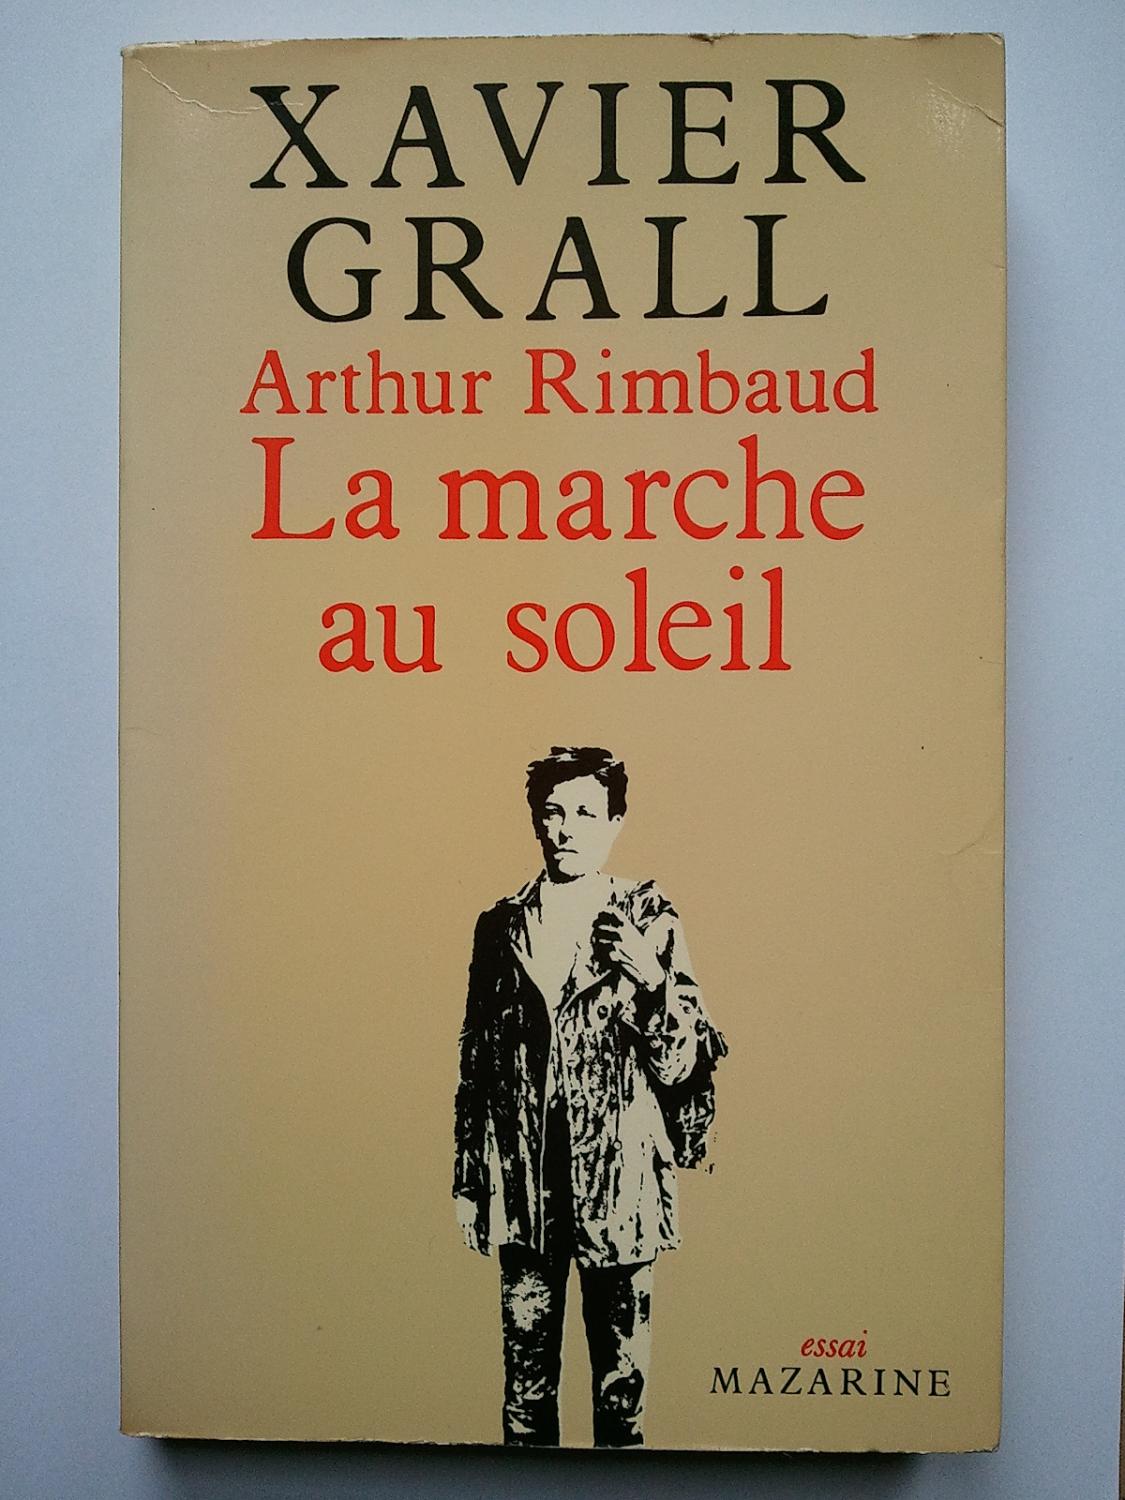 XAVIER
GRALL
Arthur Rimbaud
La marche
au soleil
essai
MAZARINE